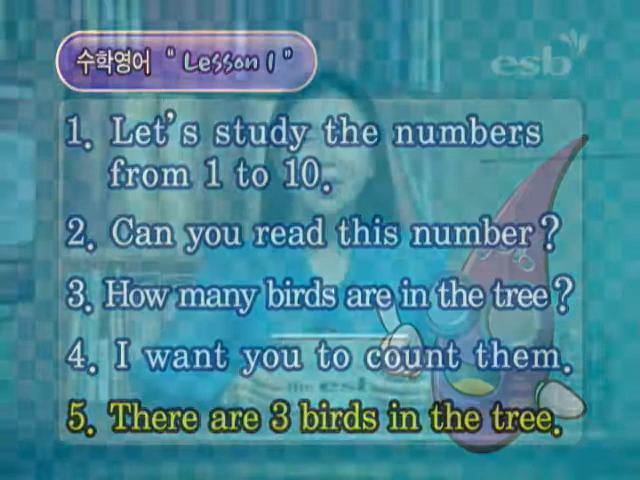 수학영어 "Lesson 1"
esb
1. Let's study the numbers
from 1 to 10.
2. Can you read this number?
3. How many birds are in the tree?
4. I want you to count them.
5. There are 3 birds in the tree.